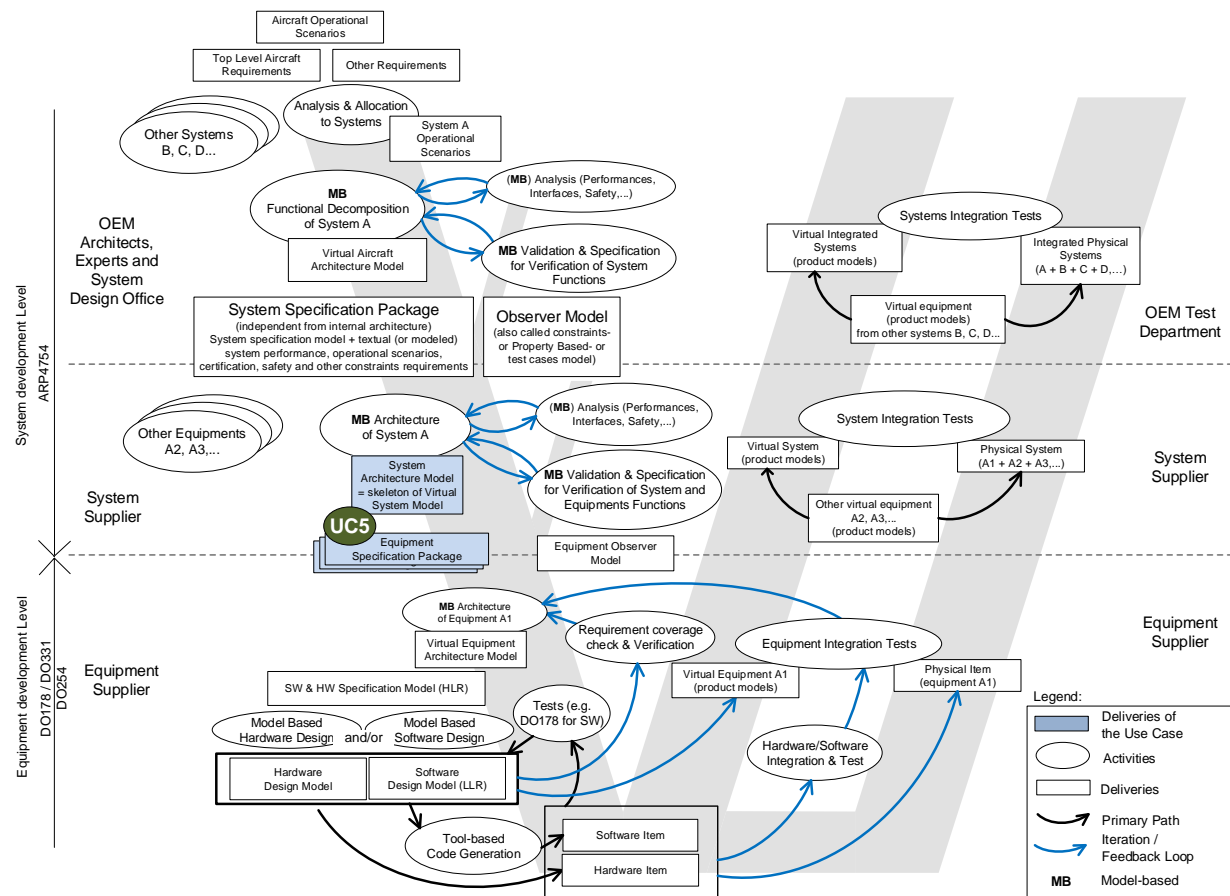 Aircraft Operational
Scenarios
Top Level Aircraft
Requirements
Other Requirements
Analysis & Allocation
to Systems
Other Systems
B, C, D...
System A
Operational
Scenarios
MB
Functional Decomposition
of System A
(MB) Analysis (Performances,
Interfaces, Safety,...)
Virtual Aircraft
Architecture Model
MB Validation & Specification
for Verification of System
Functions
OEM
Architects,
Experts and
System
Design Office
Systems Integration Tests
Virtual Integrated
Systems
(product models)
Integrated Physical
Systems
(A + B + C + D,...)
Virtual equipment
(product models)
from other systems B, C, D...
OEM Test
Department
System Specification Package
(independent from internal architecture)
System specification model + textual (or modeled)
system performance, operational scenarios,
certification, safety and other constraints requirements
Observer Model
(also called constraints-
or Property Based- or
test cases model)
System development Level
ARP4754
Other Equipments
A2, A3,...
MB Architecture
of System A
(MB) Analysis (Performances,
Interfaces, Safety,...)
System
Architecture Model
= skeleton of Virtual
System Model
MB Validation & Specification
for Verification of System and
Equipments Functions
System Integration Tests
Virtual System
(product models)
Physical System
(A1 + A2 + A3,...)
Other virtual equipment
A2, A3,...
(product models)
System
Supplier
System
Supplier
UC5
Equipment
Specification Package
Equipment Observer
Model
Equipment development Level
DO178 / DO331
DO254
Equipment
Supplier
MB Architecture
of Equipment A1
Virtual Equipment
Architecture Model
Requirement coverage
check & Verification
Equipment Integration Tests
Virtual Equipment A1
(product models)
Physical Item
(equipment A1)
Equipment
Supplier
SW & HW Specification Model (HLR)
Model Based
Hardware Design
and/or
Model Based
Software Design
Tests (e.g.
DO178 for SW)
Hardware
Design Model
Software
Design Model (LLR)
Hardware/Software
Integration & Test
Tool-based
Code Generation
Software Item
Hardware Item
Legend:
Deliveries of
the Use Case
Activities
Deliveries
Primary Path
Iteration /
Feedback Loop
MB
Model-based